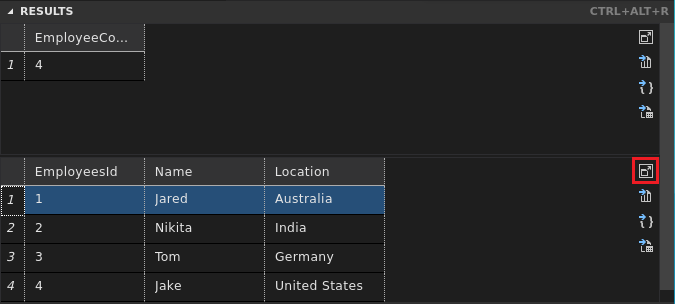 RESULTS CTRL+ALT+R
EmployeeCo...
1 4
EmployeesId Name Location
1 1 Jared Australia
2 2 Nikita India
3 3 Tom Germany
4 4 Jake United States